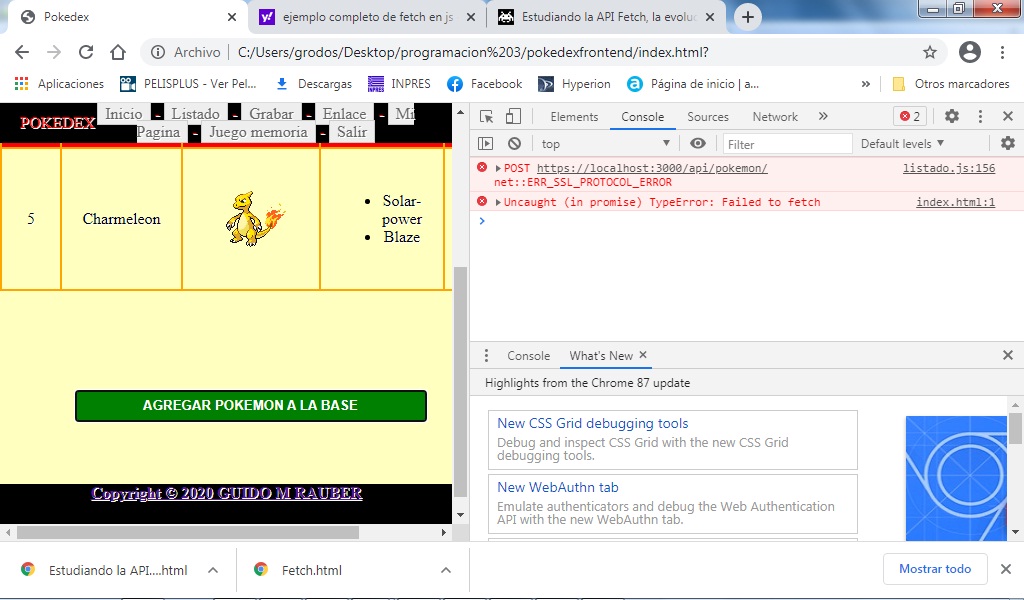 Pokedex
ejemplo completo de fetch en js
Estudiando la API Fetch, la evoluc
Archivo
C:/Users/grodos/Desktop/programacion%203/pokedexfrontend/index.html?
Aplicaciones
PELISPLUS - Ver Pel...
Descargas
INPRES
Facebook
Hyperion
Página de inicio | a...
»
Otros marcadores
POKEDEX
Inicio - Listado - Grabar - Enlace - Mi
Pagina - Juego memoria - Salir
5
Charmeleon
Solar-
power
Blaze
AGREGAR POKEMON A LA BASE
Copyright © 2020 GUIDO M RAUBER
Elements
Console
Sources
Network
»
2
top
Filter
Default levels
POST https://localhost:3000/api/pokemon/
listado.js:156
net::ERR_SSL_PROTOCOL_ERROR
Uncaught (in promise) TypeError: Failed to fetch
index.html:1
Console
What's New
Highlights from the Chrome 87 update
New CSS Grid debugging tools
Debug and inspect CSS Grid with the new CSS Grid
debugging tools.
New WebAuthn tab
Emulate authenticators and debug the Web Authentication
API with the new WebAuthn tab.
Estudiando la API....html
Fetch.html
Mostrar todo